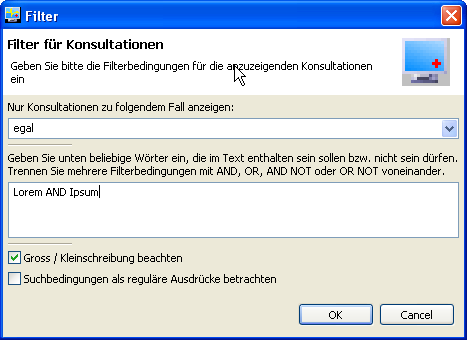 Filter
Filter für Konsultationen
Geben Sie bitte die Filterbedingungen für die anzuzeigenden Konsultationen
ein
Nur Konsultationen zu folgendem Fall anzeigen:
egal
Geben Sie unten beliebige Wörter ein, die im Text enthalten sein sollen bzw. nicht sein dürfen.
Trennen Sie mehrere Filterbedingungen mit AND, OR, AND NOT oder OR NOT voneinander.
Lorem AND Ipsum
Gross / Kleinschreibung beachten
Suchbedingungen als reguläre Ausdrücke betrachten
OK Cancel